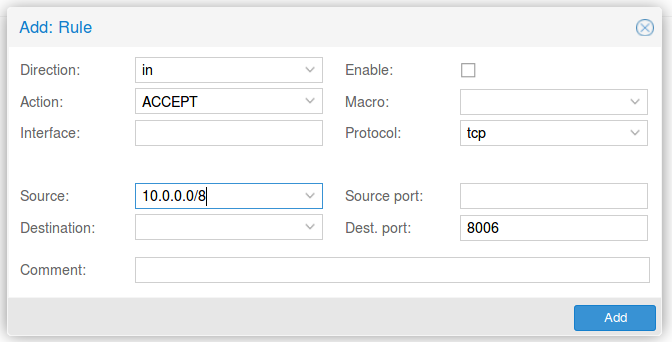 Add: Rule
Direction: in Enable:
Action: ACCEPT Macro:
Interface: Protocol: tcp
Source: 10.0.0.0/8 Source port:
Destination: Dest. port: 8006
Comment:
Add